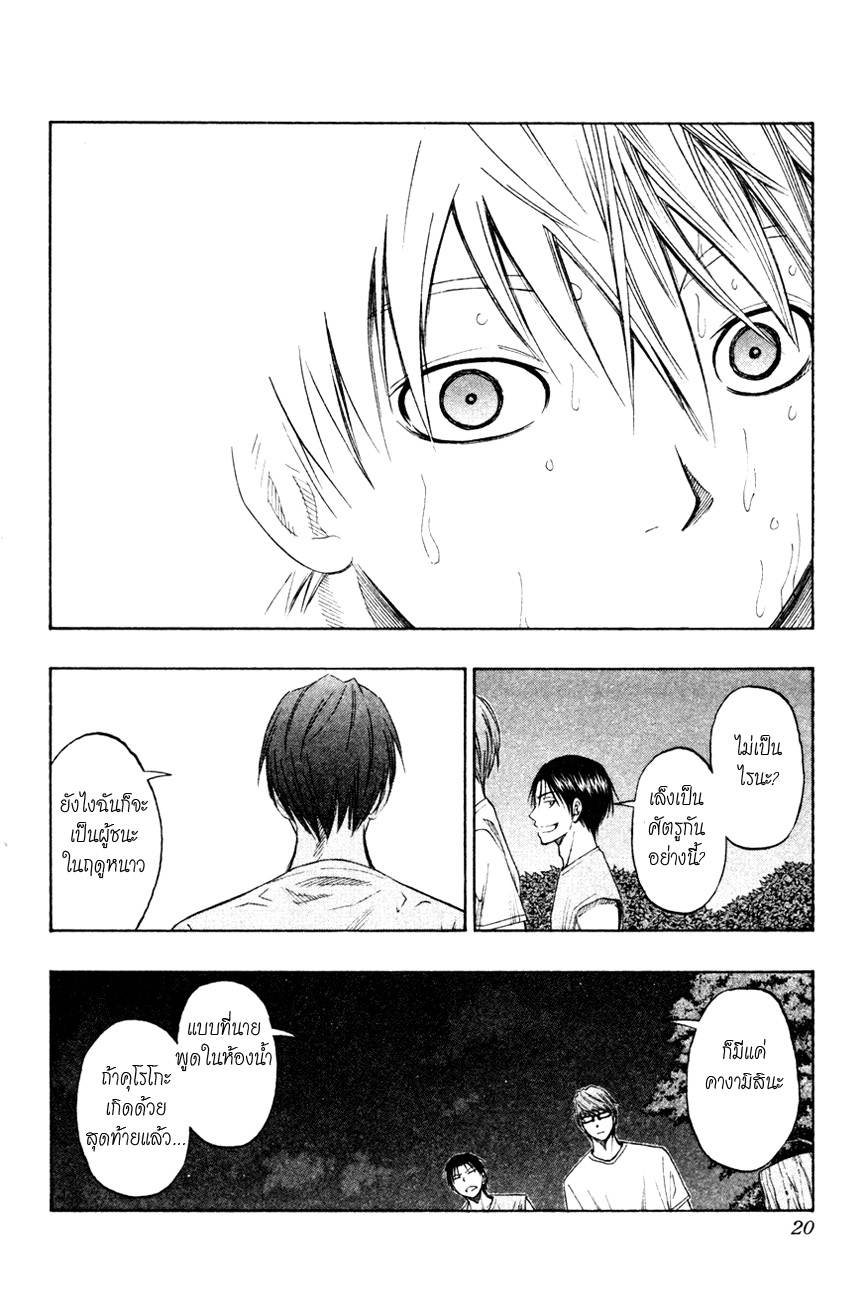 ไม่เป็น
ไรนะ?
เล็งเป็น
ศัตรูกัน
อย่างนี้?
ยังไงฉันก็จะ
เป็นผู้ชนะ
ในฤดูหนาว
ก็มีแค่
คางามิสินะ
แบบที่นาย
พูดในห้องน้ำ
ถ้าคุโรโกะ
เกิดด้วย
สุดท้ายแล้ว...
20